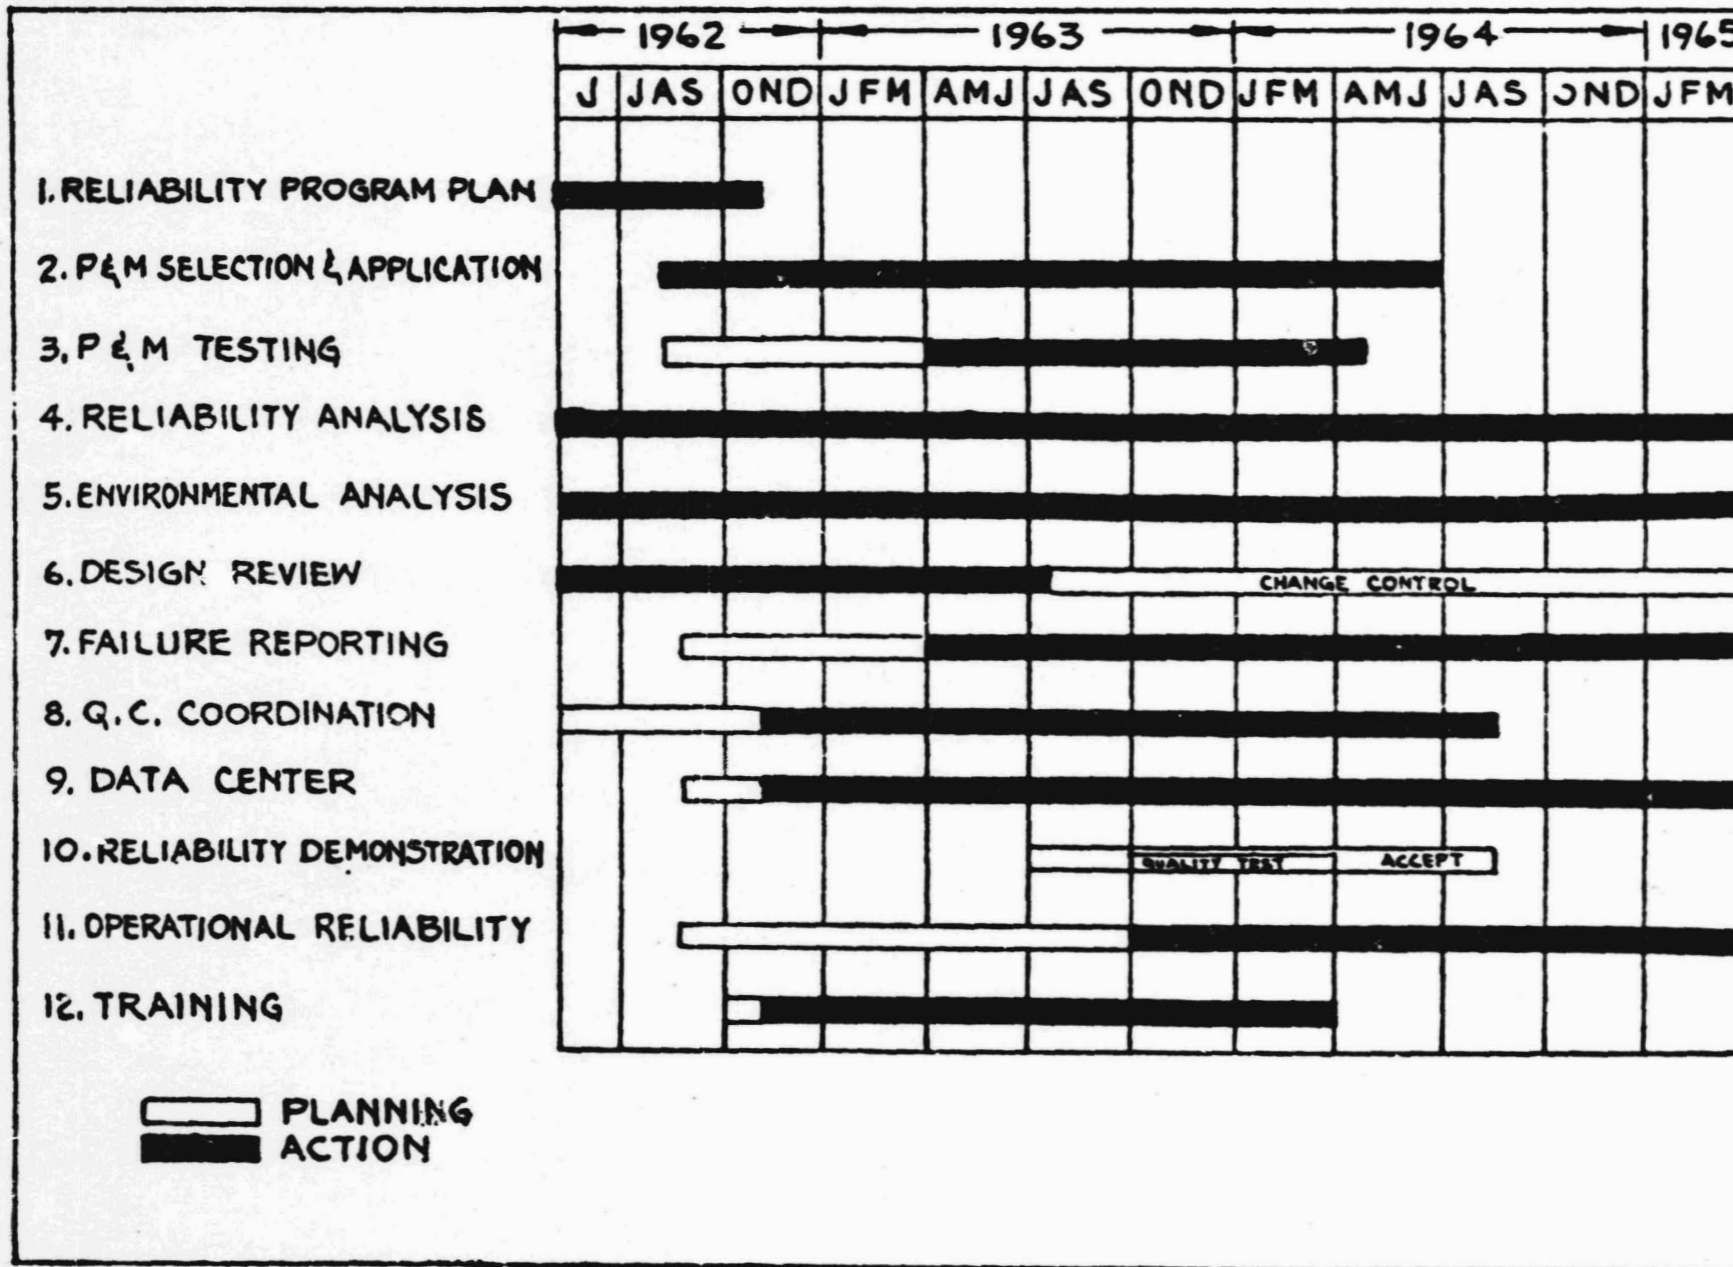 1962 1963 1964 1965
J JAS OND JFM AMJ JAS OND JFM AMJ JAS OND JFM
1. RELIABILITY PROGRAM PLAN
2. P&M SELECTION & APPLICATION
3. P & M TESTING
4. RELIABILITY ANALYSIS
5. ENVIRONMENTAL ANALYSIS
6. DESIGN REVIEW CHANGE CONTROL
7. FAILURE REPORTING
8. Q.C. COORDINATION
9. DATA CENTER
10. RELIABILITY DEMONSTRATION QUALITY TEST ACCEPT
11. OPERATIONAL RELIABILITY
12. TRAINING
PLANNING
ACTION